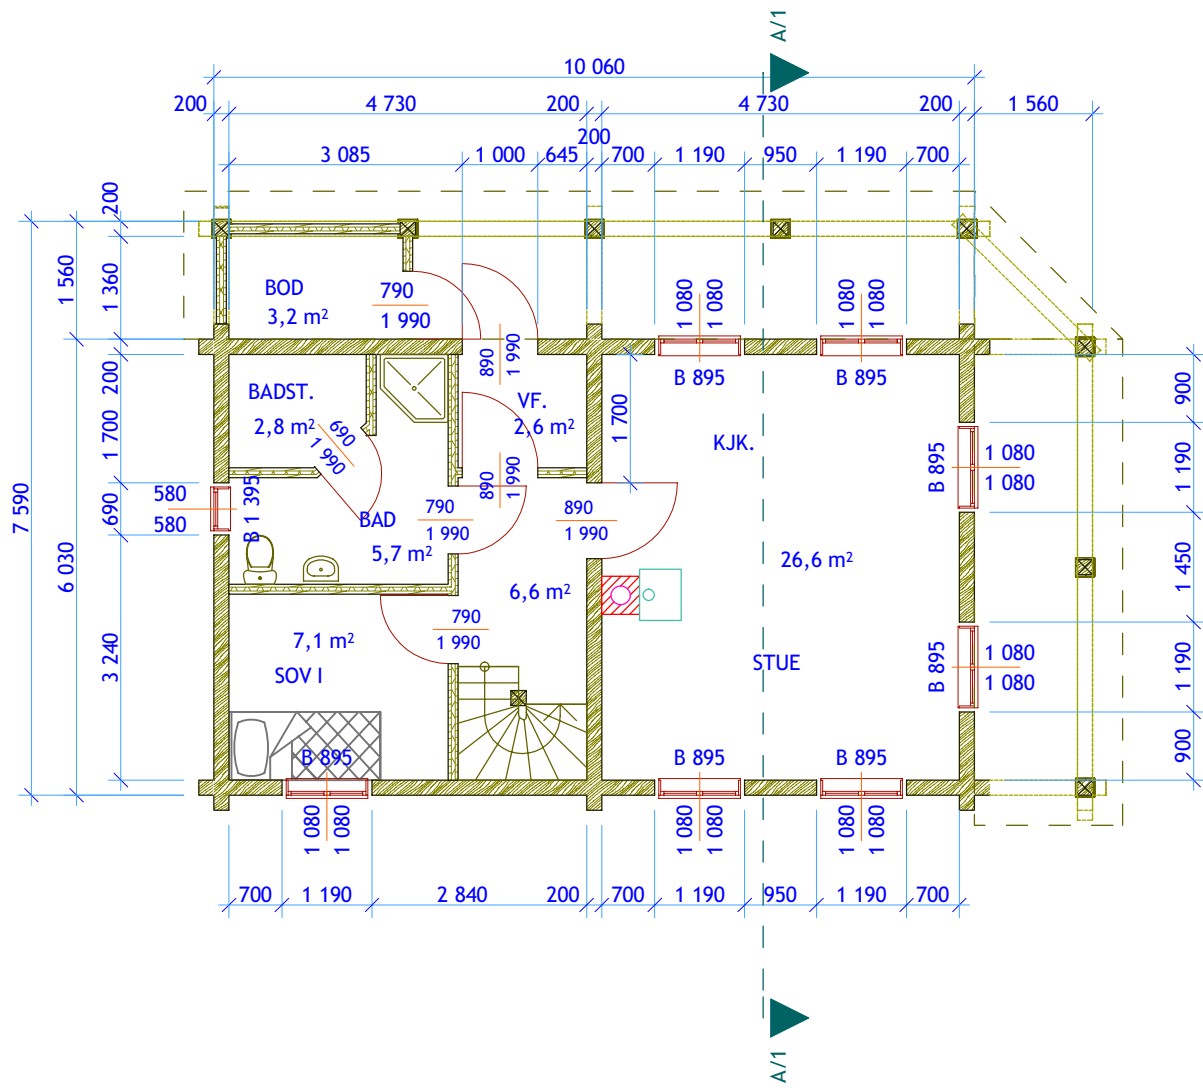 A/1
10 060
200
4 730
200
4 730
200
1 560
200
3 085
1 000
645
700
1 190
950
1 190
700
200
1 560
1 360
BOD
3,2 m²
790
1 990
1 080
1 080
1 080
1 080
890
1 990
B 895
B 895
200
900
BADST.
2,8 m²
VF.
2,6 m²
1 700
1 700
690
1 990
KJK.
B 895
1 080
1 080
1 190
890
1 990
7 590
580
580
690
B 1 395
BAD
5,7 m²
790
1 990
890
1 990
26,6 m²
1 450
6 030
6,6 m²
790
1 990
7,1 m²
SOV I
STUE
3 240
B 895
1 080
1 080
1 190
B 895
B 895
B 895
900
1 080
1 080
1 080
1 080
1 080
1 080
700
1 190
2 840
200
700
1 190
950
1 190
700
A/1